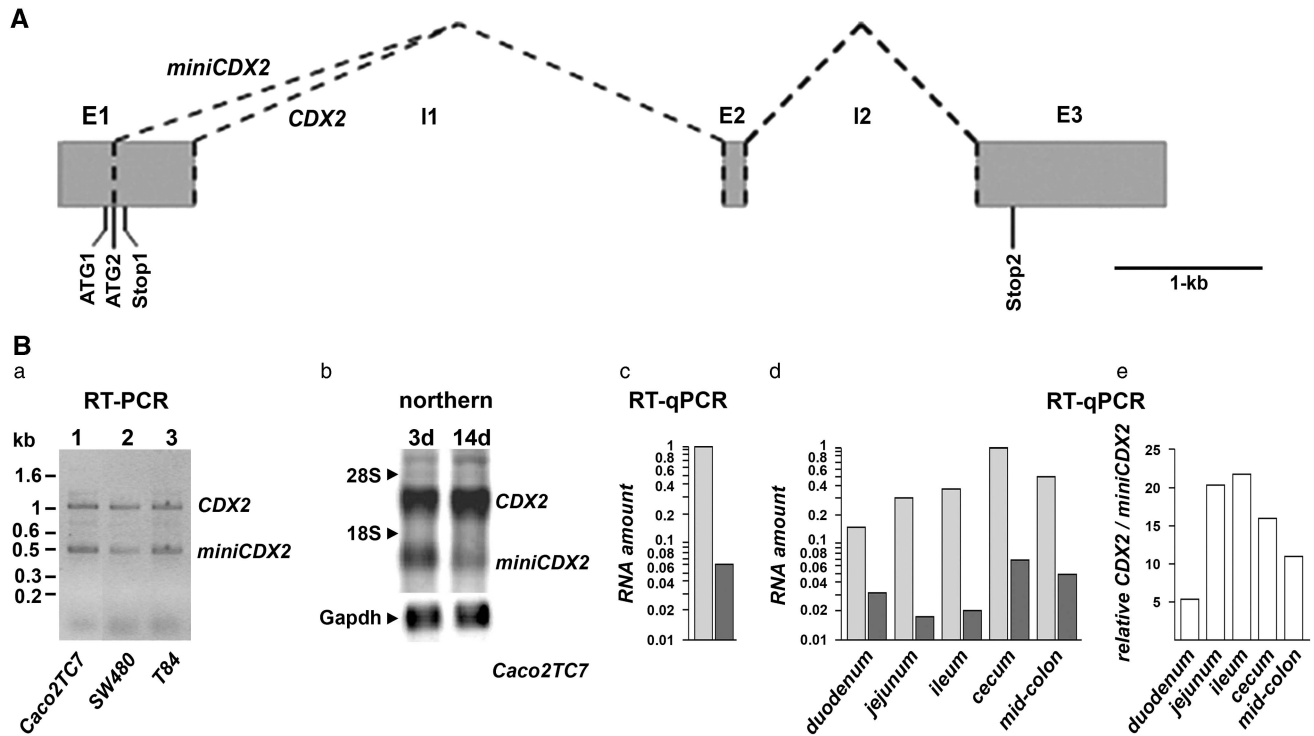 A
miniCDX2
CDX2
E1
I1
E2
I2
E3
ATG1
ATG2
Stop1
Stop2
1-kb
B
a
RT-PCR
kb 1 2 3
1.6
1
0.6
0.5
0.3
0.2
CDX2
miniCDX2
Caco2TC7
SW480
T84
b
northern
3d 14d
28S
18S
Gapdh
CDX2
miniCDX2
Caco2TC7
c
RT-qPCR
RNA amount
1
0.8
0.6
0.4
0.2
0.1
0.08
0.06
0.04
0.02
0.01
d
RT-qPCR
RNA amount
1
0.8
0.6
0.4
0.2
0.1
0.08
0.06
0.04
0.02
0.01
duodenum
jejunum
ileum
cecum
mid-colon
e
relative CDX2 / miniCDX2
25
20
15
10
5
duodenum
jejunum
ileum
cecum
mid-colon